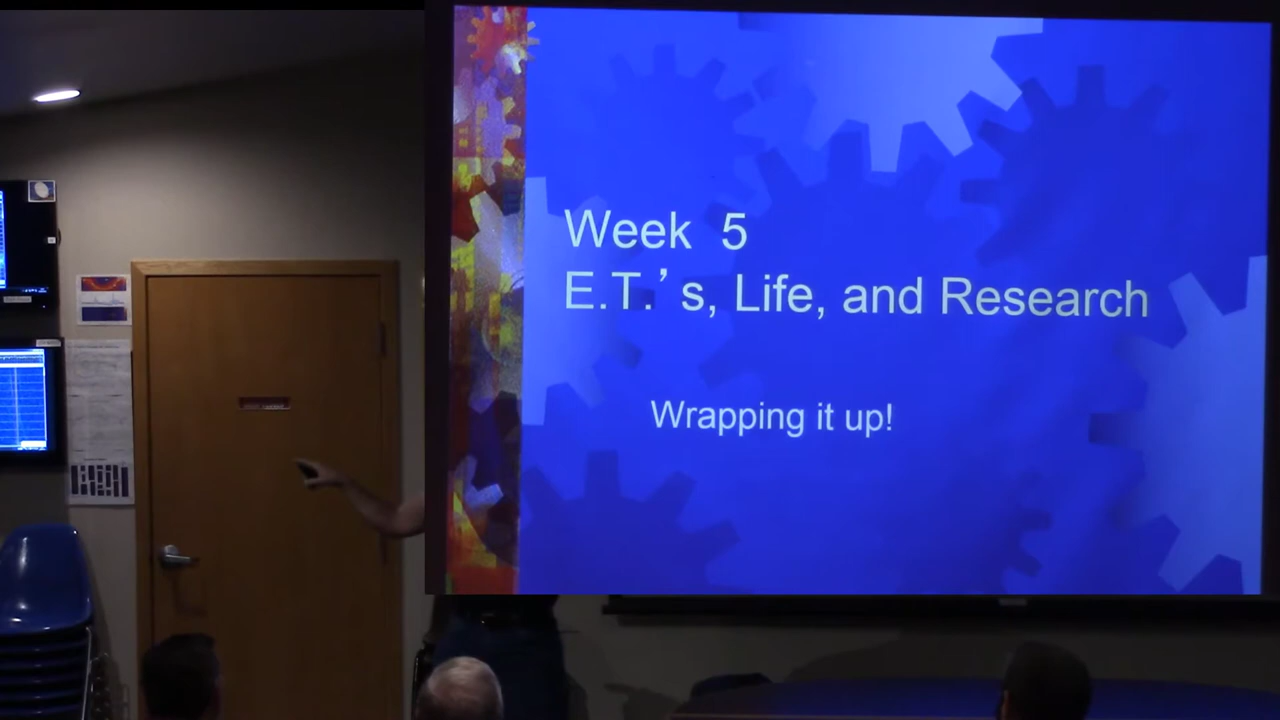 Week 5
E.T.’s, Life, and Research
Wrapping it up!